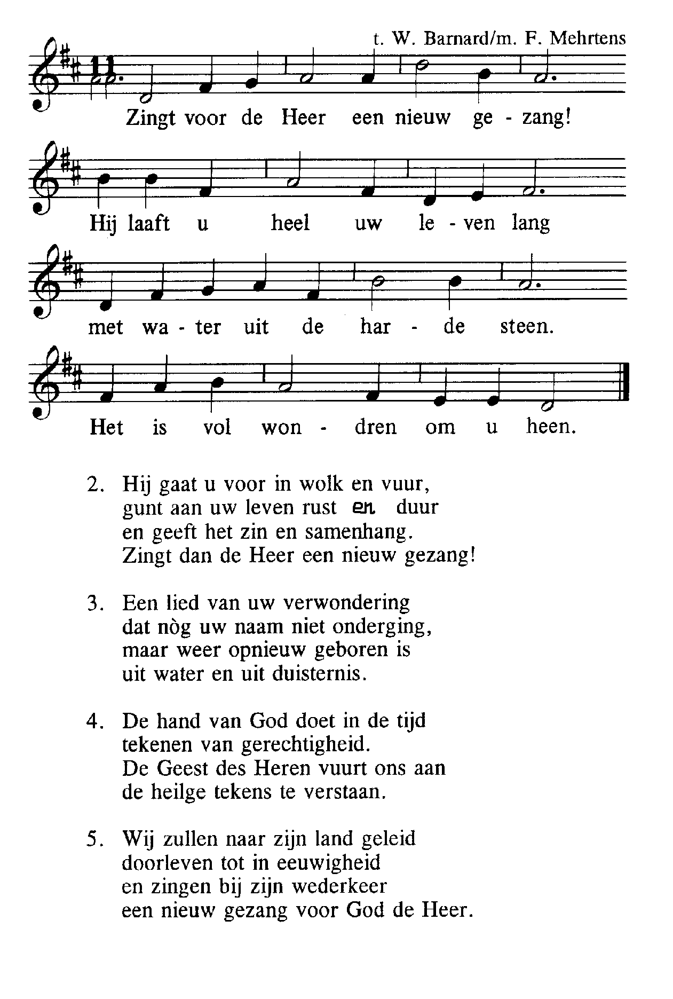 t. W. Barnard/m. F. Mehrtens
Zingt voor de Heer een nieuw ge - zang!
Hij laaft u heel uw le - ven lang
met wa - ter uit de har - de steen.
Het is vol won - dren om u heen.
2. Hij gaat u voor in wolk en vuur,
gunt aan uw leven rust en duur
en geeft het zin en samenhang.
Zingt dan de Heer een nieuw gezang!
3. Een lied van uw verwondering
dat nòg uw naam niet onderging,
maar weer opnieuw geboren is
uit water en uit duisternis.
4. De hand van God doet in de tijd
tekenen van gerechtigheid.
De Geest des Heren vuurt ons aan
de heilge tekens te verstaan.
5. Wij zullen naar zijn land geleid
doorleven tot in eeuwigheid
en zingen bij zijn wederkeer
een nieuw gezang voor God de Heer.